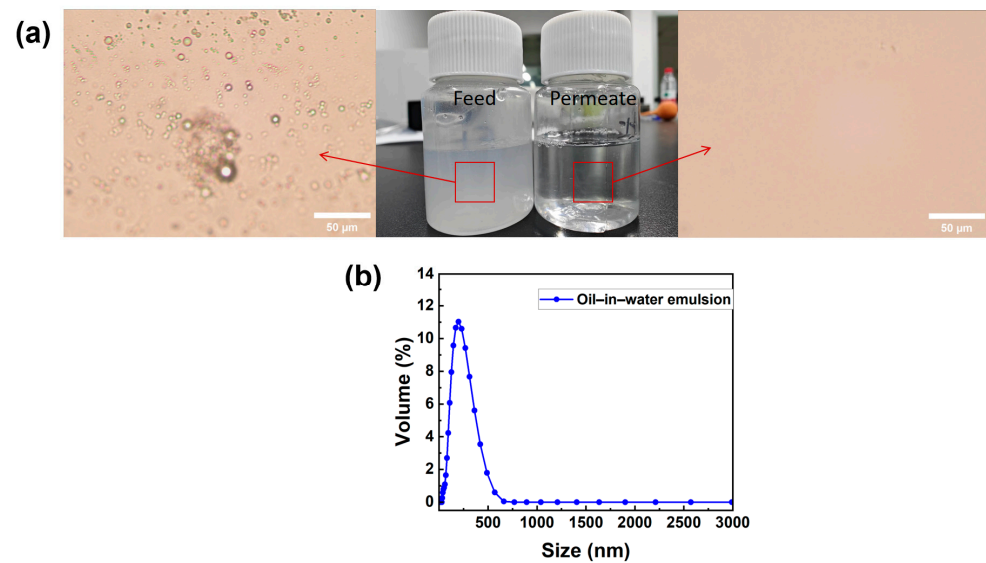 (a)
Feed
Permeate
50 µm
50 µm
(b)
14
12
10
8
6
4
2
0
Volume (%)
Oil–in–water emulsion
500
1000
1500
2000
2500
3000
Size (nm)